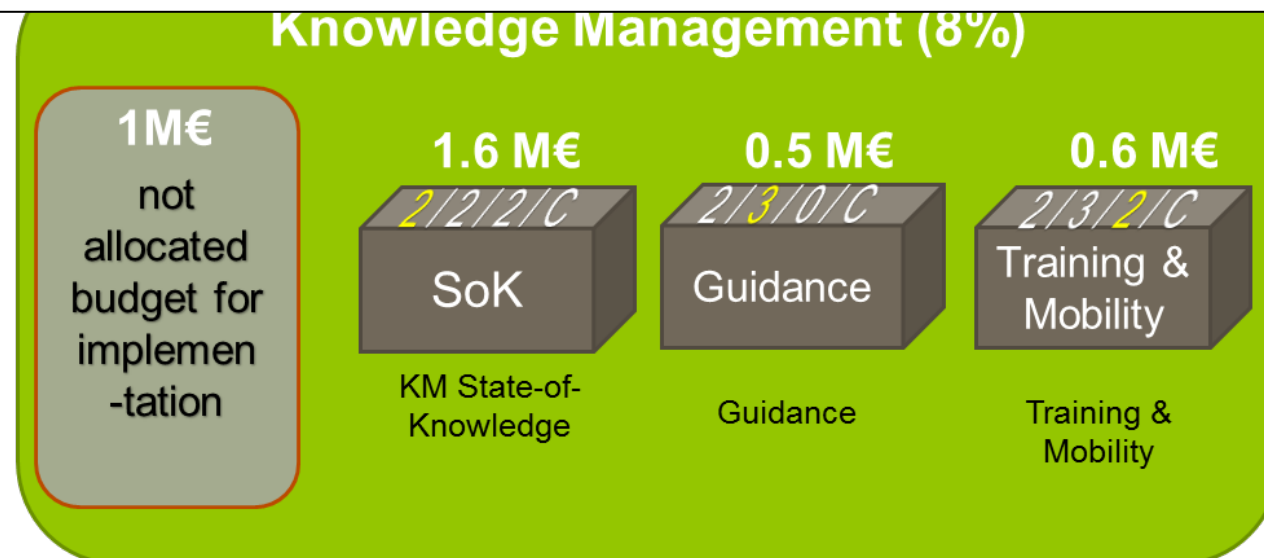 Knowledge Management (8%)
1M€
not
allocated
budget for
implemen
-tation
1.6 M€
2/2/2/C
SoK
KM State-of-
Knowledge
0.5 M€
2/3/0/C
Guidance
Guidance
0.6 M€
2/3/2/C
Training &
Mobility
Training &
Mobility